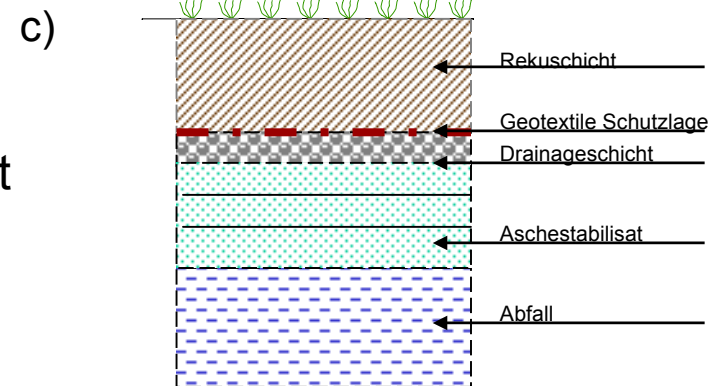 c)
Rekuschicht
Geotextile Schutzlage
Drainageschicht
t
Aschestabilisat
Abfall